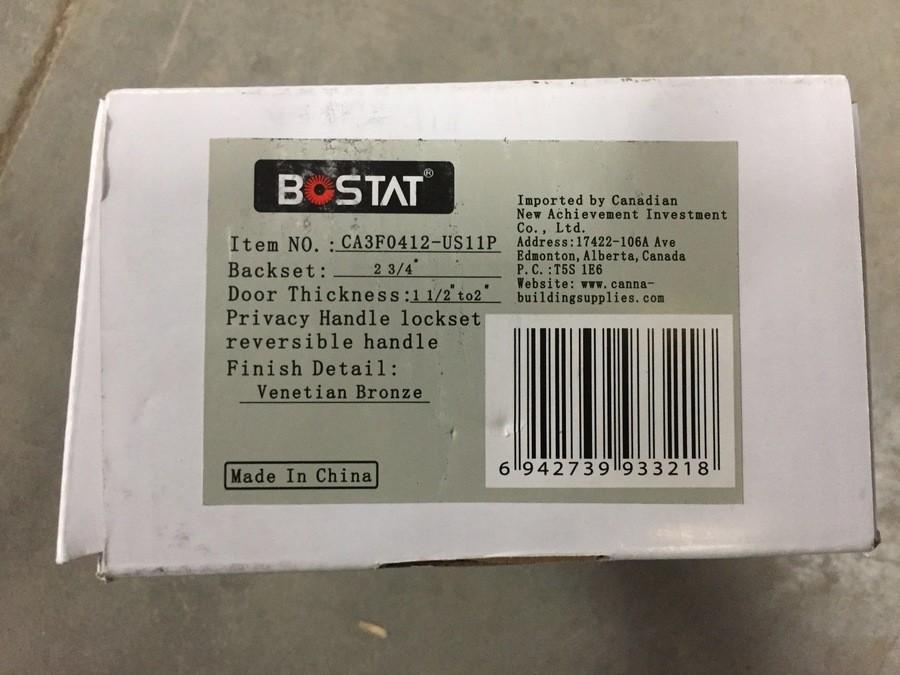 BOSTAT®
Item NO.: CA3F0412-US11P
Backset: 2 3/4"
Door Thickness: 1 1/2"to2"
Privacy Handle lockset
reversible handle
Finish Detail:
Venetian Bronze
Made In China
Imported by Canadian
New Achievement Investment
Co., Ltd.
Address:17422-106A Ave
Edmonton,Alberta,Canada
P.C.:T5S 1E6
Website: www.canna-
buildingsupplies.com
6 942739 933218